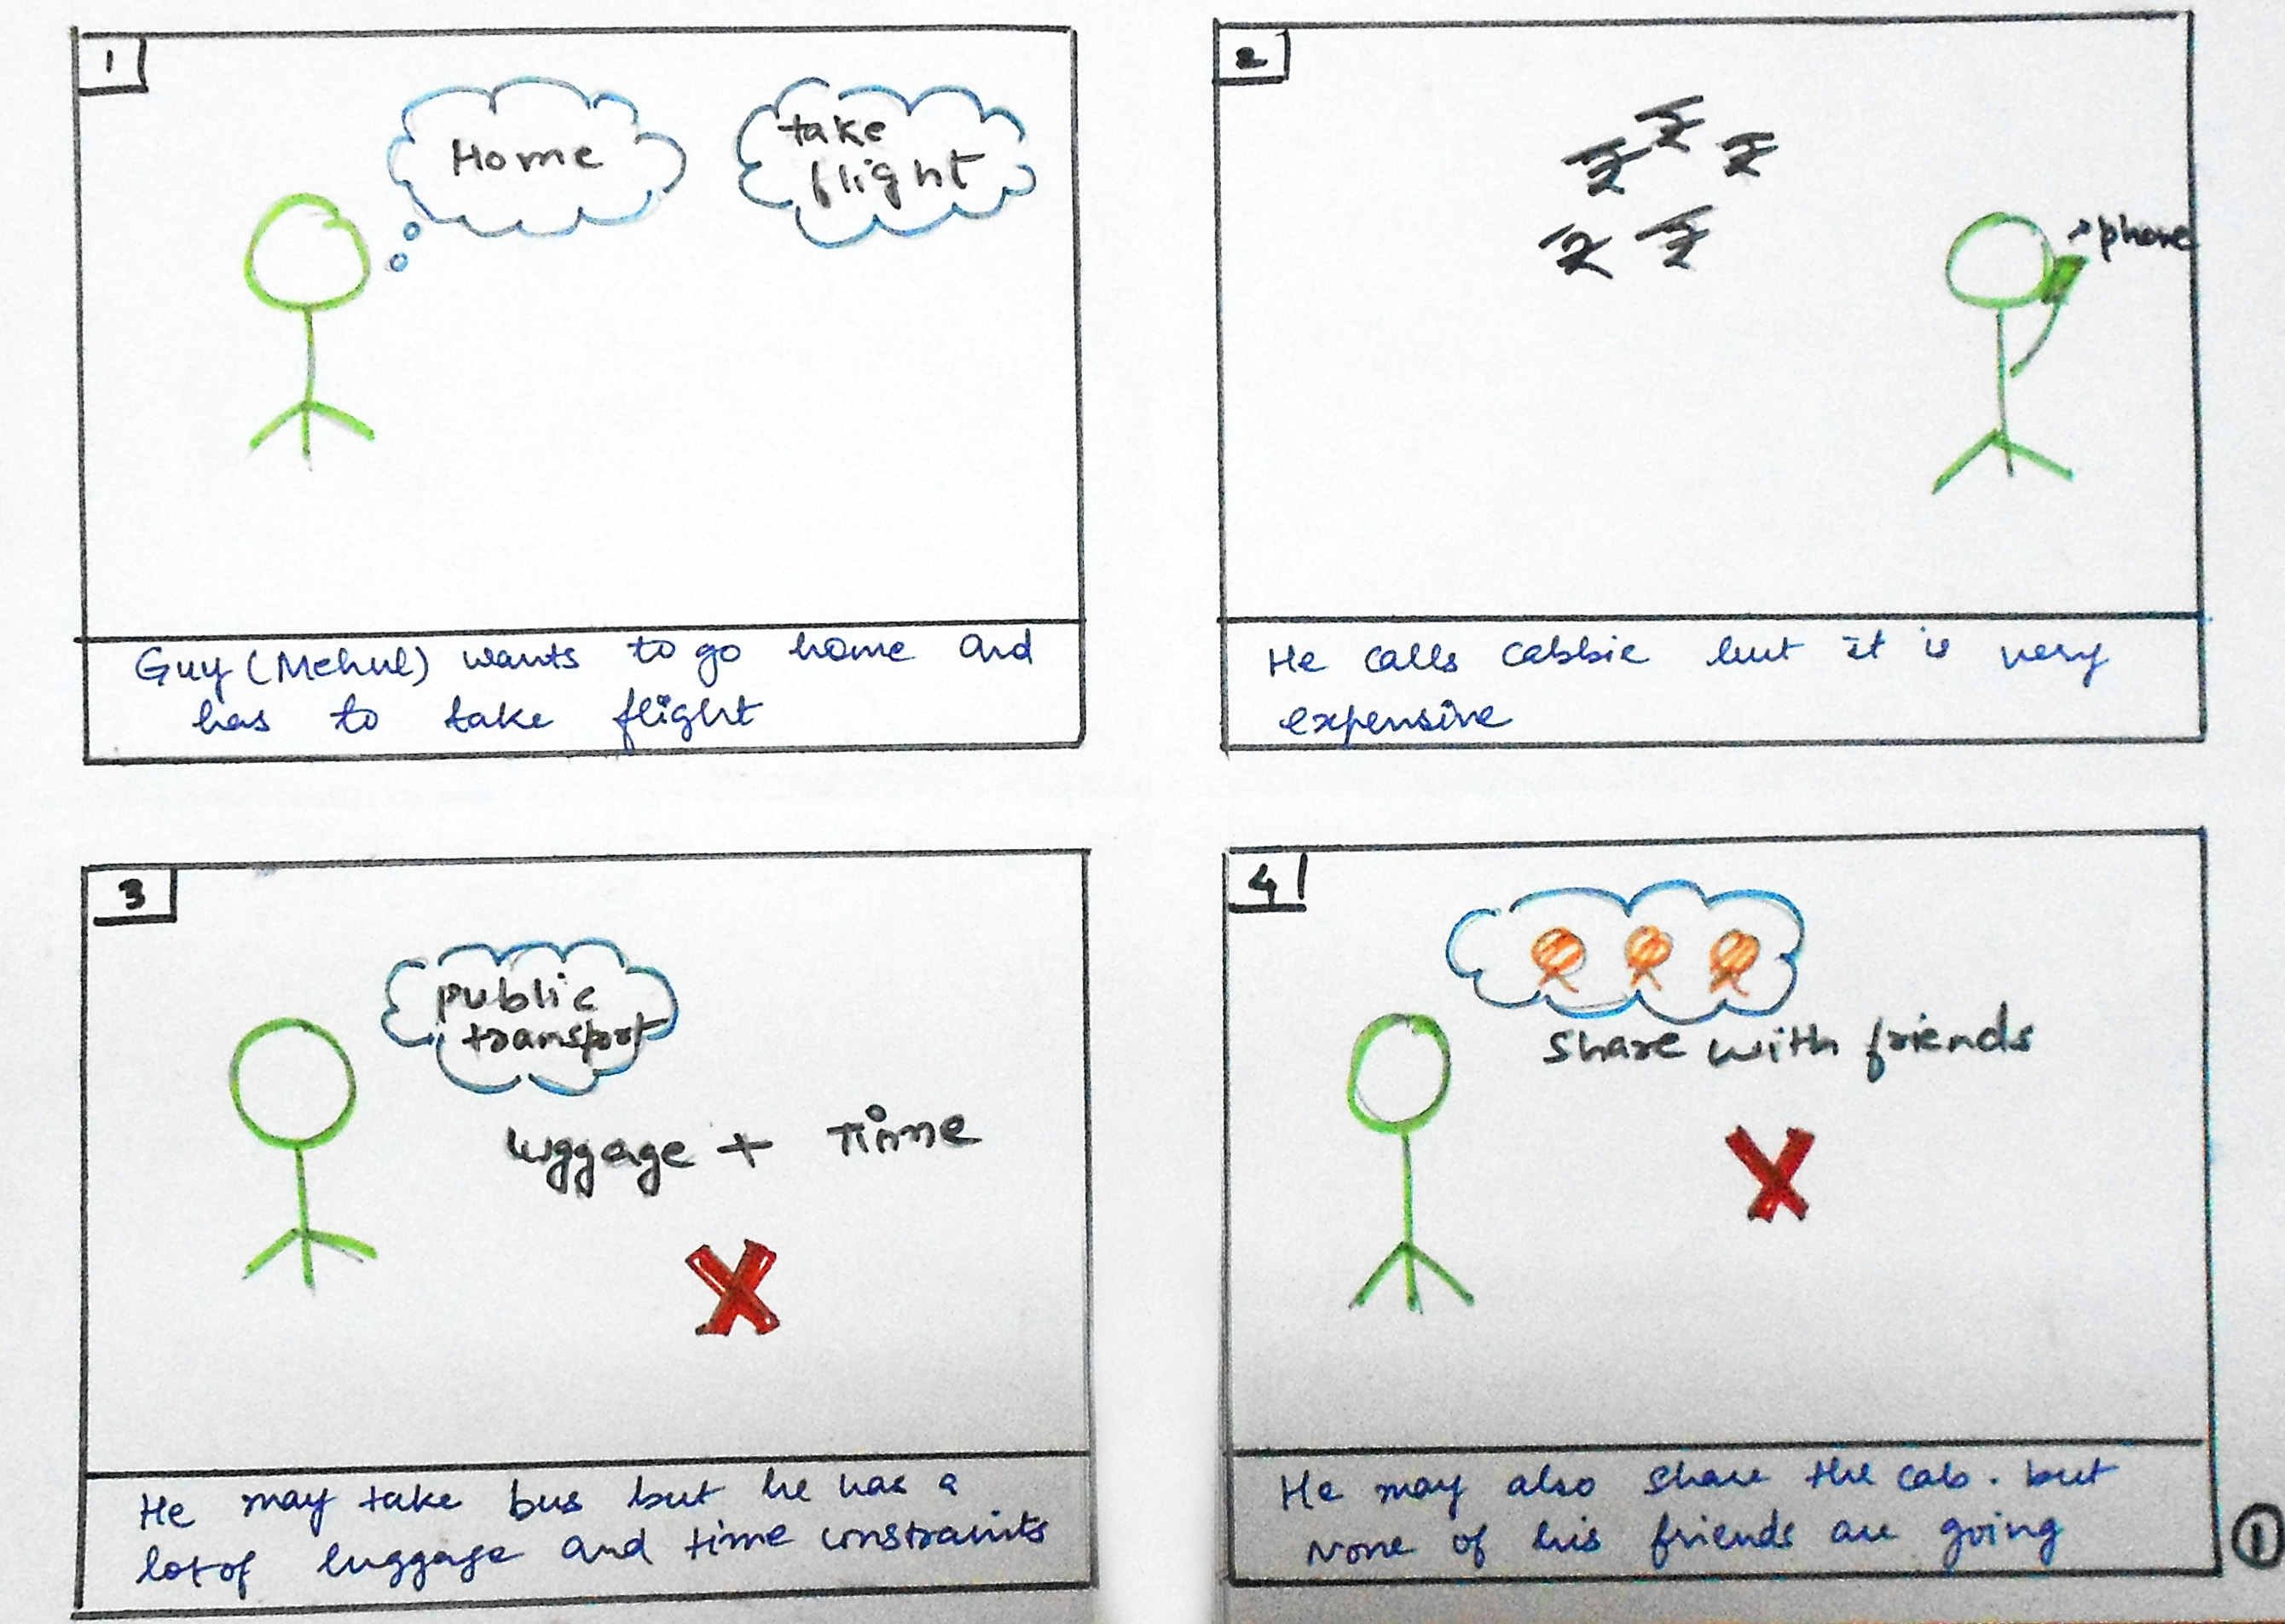 1
Home
take
flight
Guy (Mehul) wants to go home and
has to take flight
2
₹ ₹ ₹
₹ ₹
phone
He calls cabbie but it is very
expensive
3
public
transport
luggage + Time
He may take bus but he has a
lot of luggage and time constraints
4
share with friends
X
He may also share the cab. but
None of his friends are going
1